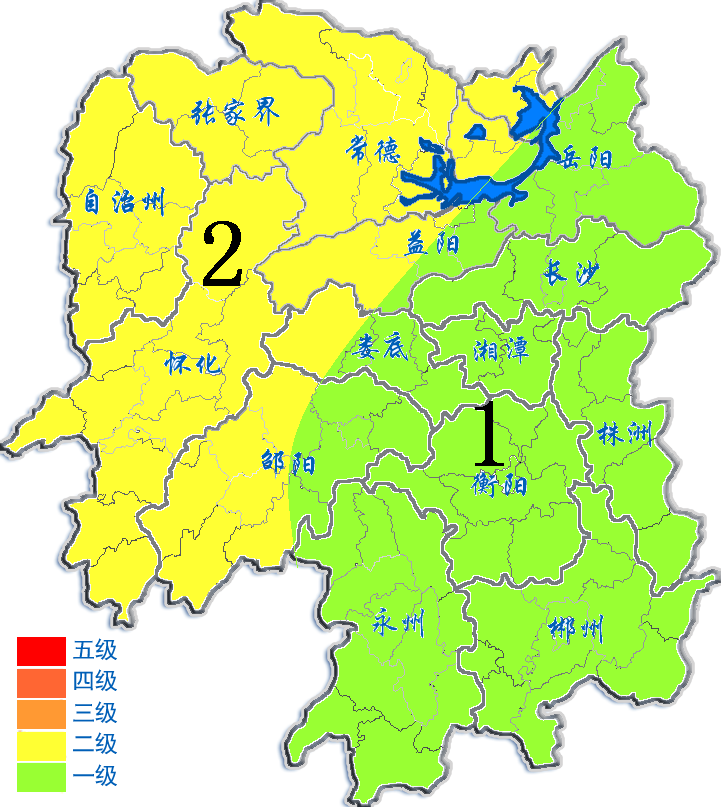 张家界
常德
岳阳
自治州
益阳
2
长沙
怀化
娄底
湘潭
1
株洲
邵阳
衡阳
永州
郴州
五级
四级
三级
二级
一级